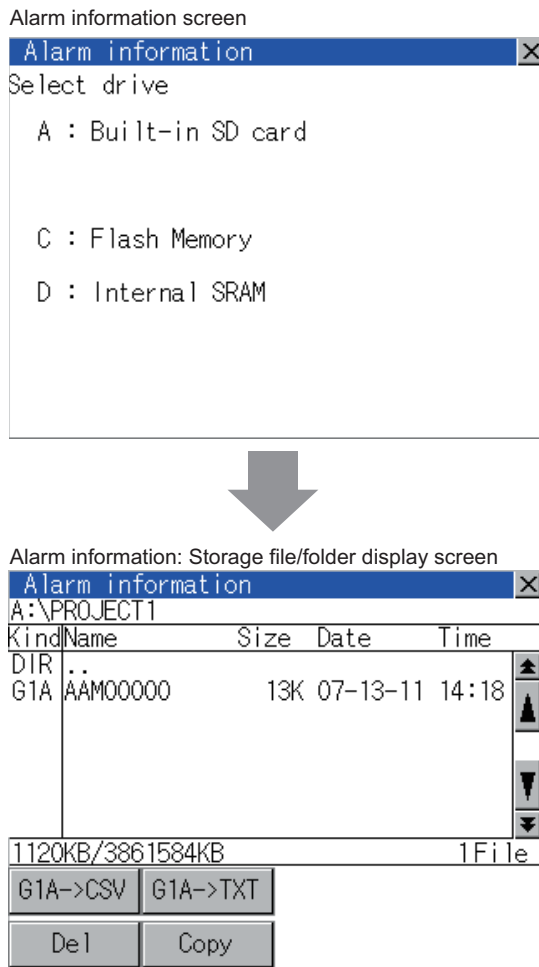 Alarm information screen
Alarm information
Select drive
A : Built-in SD card
C : Flash Memory
D : Internal SRAM
Alarm information: Storage file/folder display screen
Alarm information
A:\PROJECT1
Kind Name Size Date Time
DIR ..
G1A AAM00000 13K 07-13-11 14:18
1120KB/3861584KB 1File
G1A->CSV G1A->TXT
Del Copy